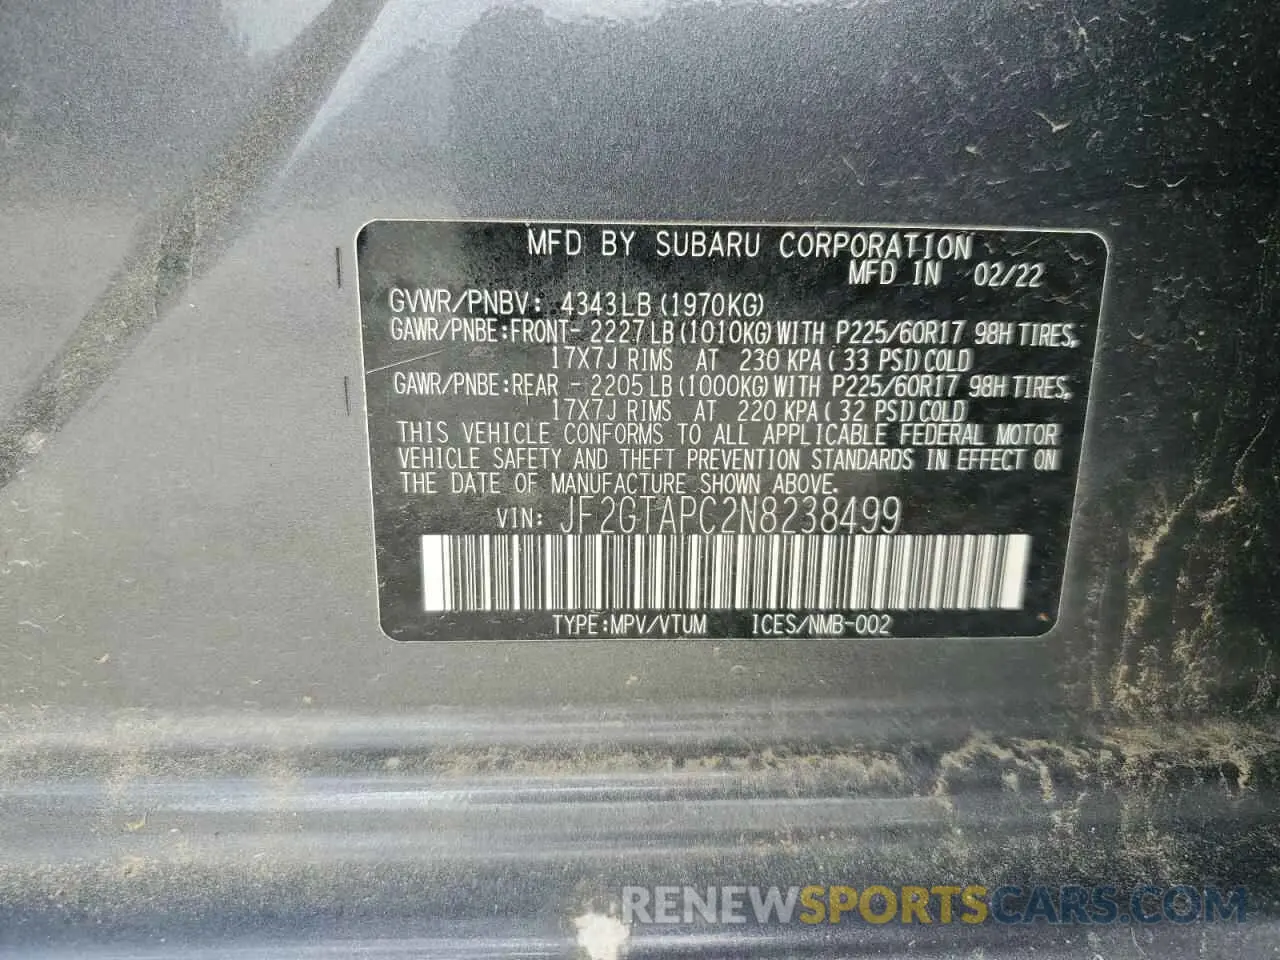 MFD BY SUBARU CORPORATION
MFD IN 02/22
GVWR/PNBV: 4343LB (1970KG)
GAWR/PNBE:FRONT- 2227 LB (1010KG) WITH P225/60R17 98H TIRES,
17X7J RIMS AT 230 KPA ( 33 PSI) COLD
GAWR/PNBE:REAR - 2205 LB (1000KG) WITH P225/60R17 98H TIRES,
17X7J RIMS AT 220 KPA ( 32 PSI) COLD
THIS VEHICLE CONFORMS TO ALL APPLICABLE FEDERAL MOTOR
VEHICLE SAFETY AND THEFT PREVENTION STANDARDS IN EFFECT ON
THE DATE OF MANUFACTURE SHOWN ABOVE.
VIN: JF2GTAPC2N8238499
TYPE:MPV/VTUM ICES/NMB-002
RENEWSPORTSCARS.COM